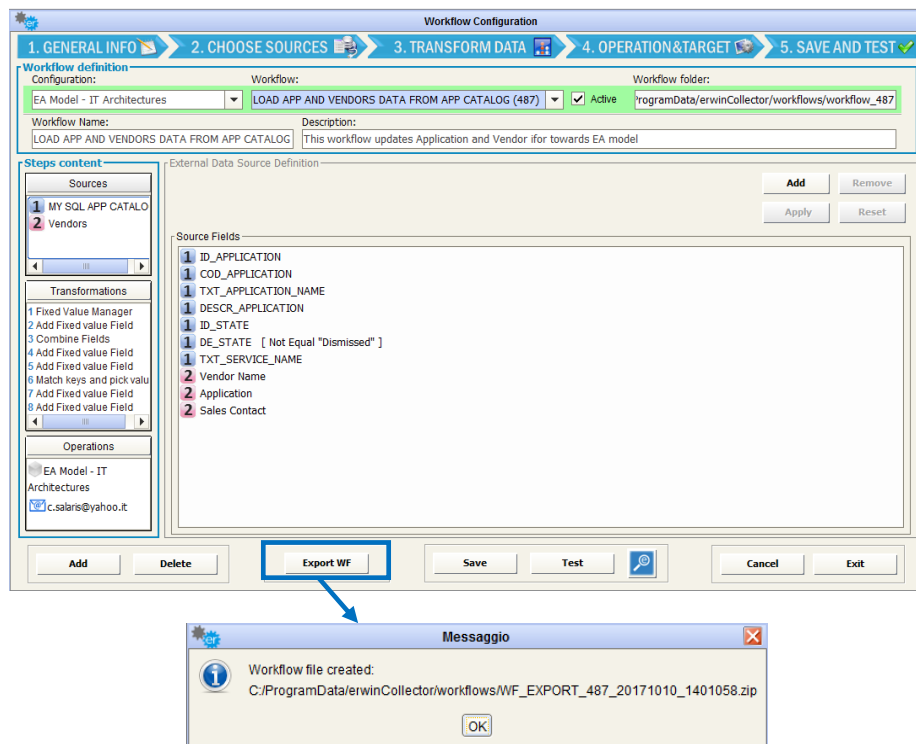 Workflow Configuration
1. GENERAL INFO 2. CHOOSE SOURCES 3. TRANSFORM DATA 4. OPERATION&TARGET 5. SAVE AND TEST
Workflow definition
Configuration: Workflow: Workflow folder:
EA Model - IT Architectures LOAD APP AND VENDORS DATA FROM APP CATALOG (487) Active ProgramData/erwinCollector/workflows/workflow_487
Workflow Name: Description:
LOAD APP AND VENDORS DATA FROM APP CATALOG This workflow updates Application and Vendor ifor towards EA model
Steps content
Sources
1 MY SQL APP CATALO
2 Vendors
Transformations
1 Fixed Value Manager
2 Add Fixed value Field
3 Combine Fields
4 Add Fixed value Field
5 Add Fixed value Field
6 Match keys and pick valu
7 Add Fixed value Field
8 Add Fixed value Field
Operations
EA Model - IT
Architectures
c.salaris@yahoo.it
External Data Source Definition
Add Remove
Apply Reset
Source Fields
1 ID_APPLICATION
1 COD_APPLICATION
1 TXT_APPLICATION_NAME
1 DESCR_APPLICATION
1 ID_STATE
1 DE_STATE [ Not Equal "Dismissed" ]
1 TXT_SERVICE_NAME
2 Vendor Name
2 Application
2 Sales Contact
Add Delete Export WF Save Test Cancel Exit
er Messaggio
Workflow file created:
C:/ProgramData/erwinCollector/workflows/WF_EXPORT_487_20171010_1401058.zip
OK